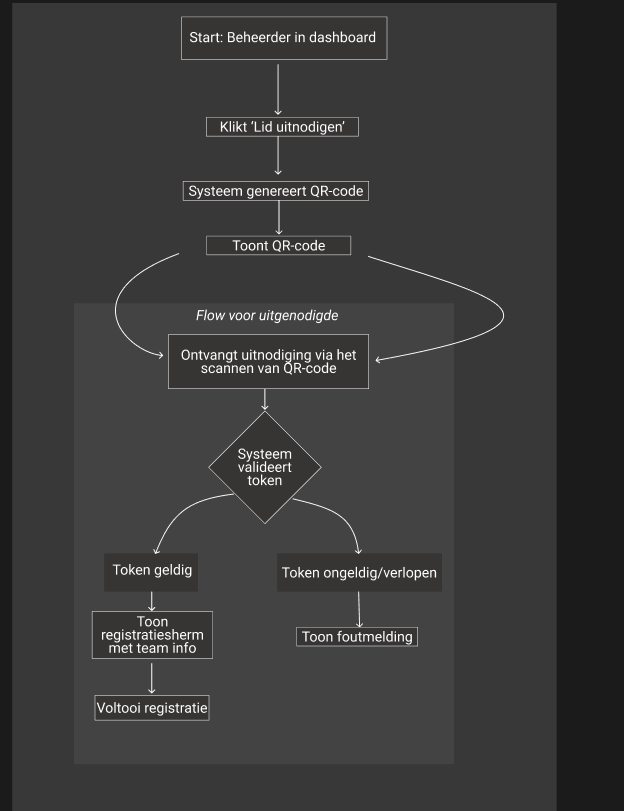 Start: Beheerder in dashboard
Klikt ‘Lid uitnodigen’
Systeem genereert QR-code
Toont QR-code
Flow voor uitgenodigde
Ontvangt uitnodiging via het
scannen van QR-code
Systeem
valideert
token
Token geldig
Token ongeldig/verlopen
Toon
registratiesherm
met team info
Toon foutmelding
Voltooi registratie